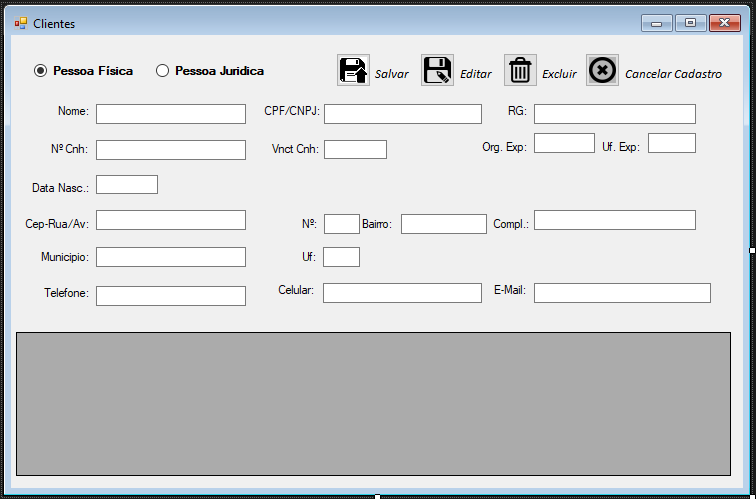 Clientes
Pessoa Física Pessoa Juridica Salvar Editar Excluir Cancelar Cadastro
Nome: CPF/CNPJ: RG:
Nº Cnh: Vnct Cnh: Org. Exp: Uf. Exp:
Data Nasc.:
Cep-Rua/Av: Nº: Bairro: Compl.:
Municipio: Uf:
Telefone: Celular: E-Mail: